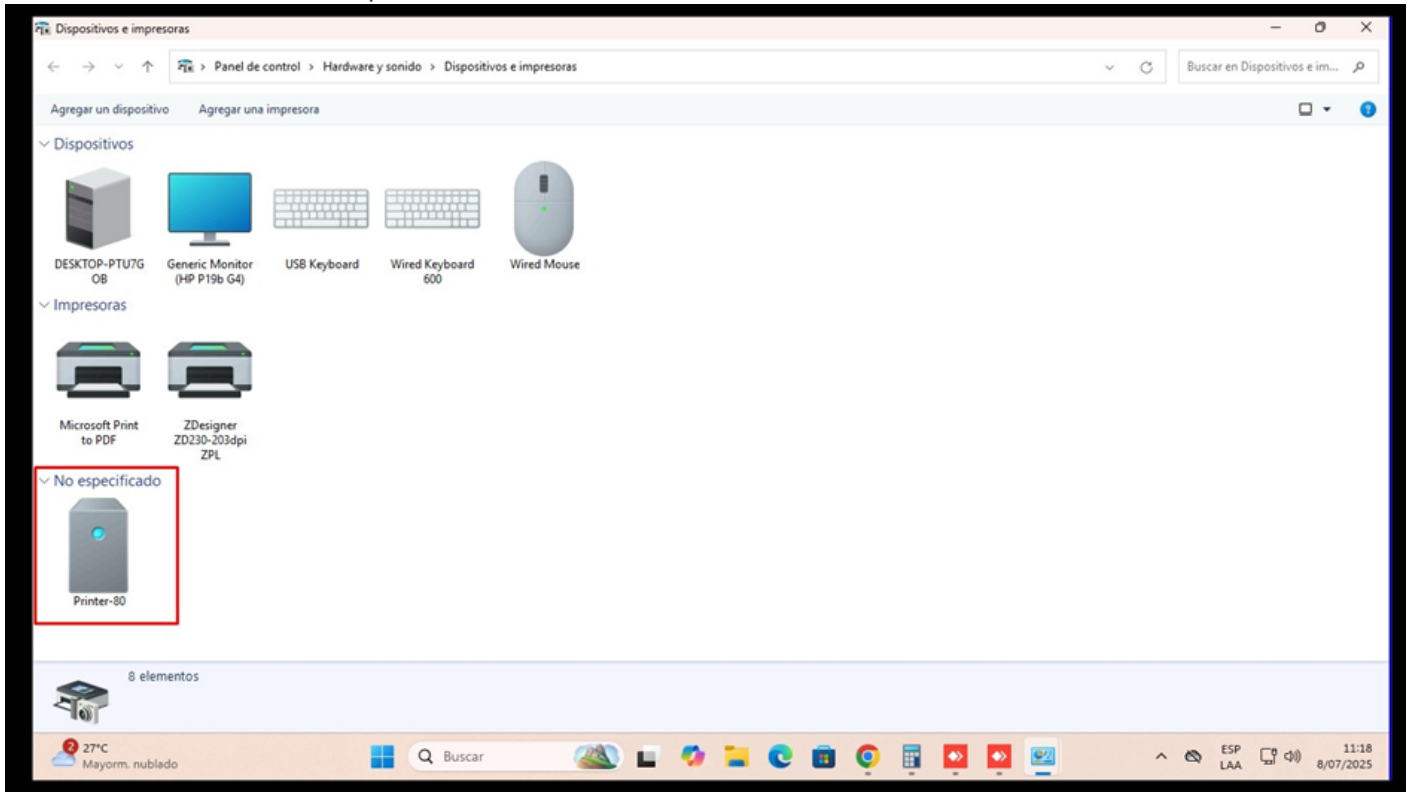 Dispositivos e impresoras
Panel de control > Hardware y sonido > Dispositivos e impresoras
Buscar en Dispositivos e im...
Agregar un dispositivo Agregar una impresora
Dispositivos
DESKTOP-PTU7G
OB
Generic Monitor
(HP P19b G4)
USB Keyboard
Wired Keyboard
600
Wired Mouse
Impresoras
Microsoft Print
to PDF
ZDesigner
ZD230-203dpi
ZPL
No especificado
Printer-80
8 elementos
2
27°C
Mayorm. nublado
Buscar
ESP
LAA
11:18
8/07/2025